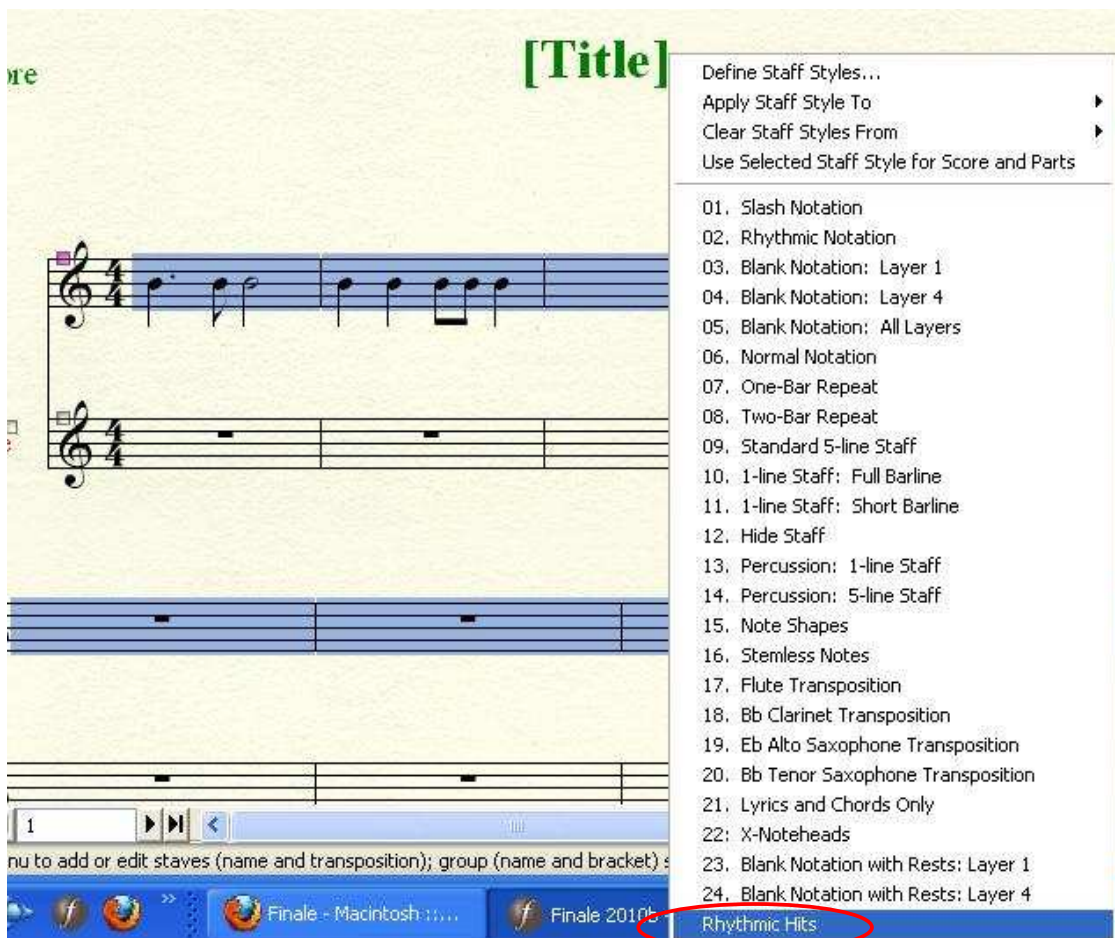 [Title]
ore
Define Staff Styles...
Apply Staff Style To
Clear Staff Styles From
Use Selected Staff Style for Score and Parts
01. Slash Notation
02. Rhythmic Notation
03. Blank Notation: Layer 1
04. Blank Notation: Layer 4
05. Blank Notation: All Layers
06. Normal Notation
07. One-Bar Repeat
08. Two-Bar Repeat
09. Standard 5-line Staff
10. 1-line Staff: Full Barline
11. 1-line Staff: Short Barline
12. Hide Staff
13. Percussion: 1-line Staff
14. Percussion: 5-line Staff
15. Note Shapes
16. Stemless Notes
17. Flute Transposition
18. Bb Clarinet Transposition
19. Eb Alto Saxophone Transposition
20. Bb Tenor Saxophone Transposition
21. Lyrics and Chords Only
22: X-Noteheads
23. Blank Notation with Rests: Layer 1
24. Blank Notation with Rests: Layer 4
Rhythmic Hits
4
4
4
4
1
nu to add or edit staves (name and transposition); group (name and bracket) s
Finale - Macintosh ::...
Finale 2010b -